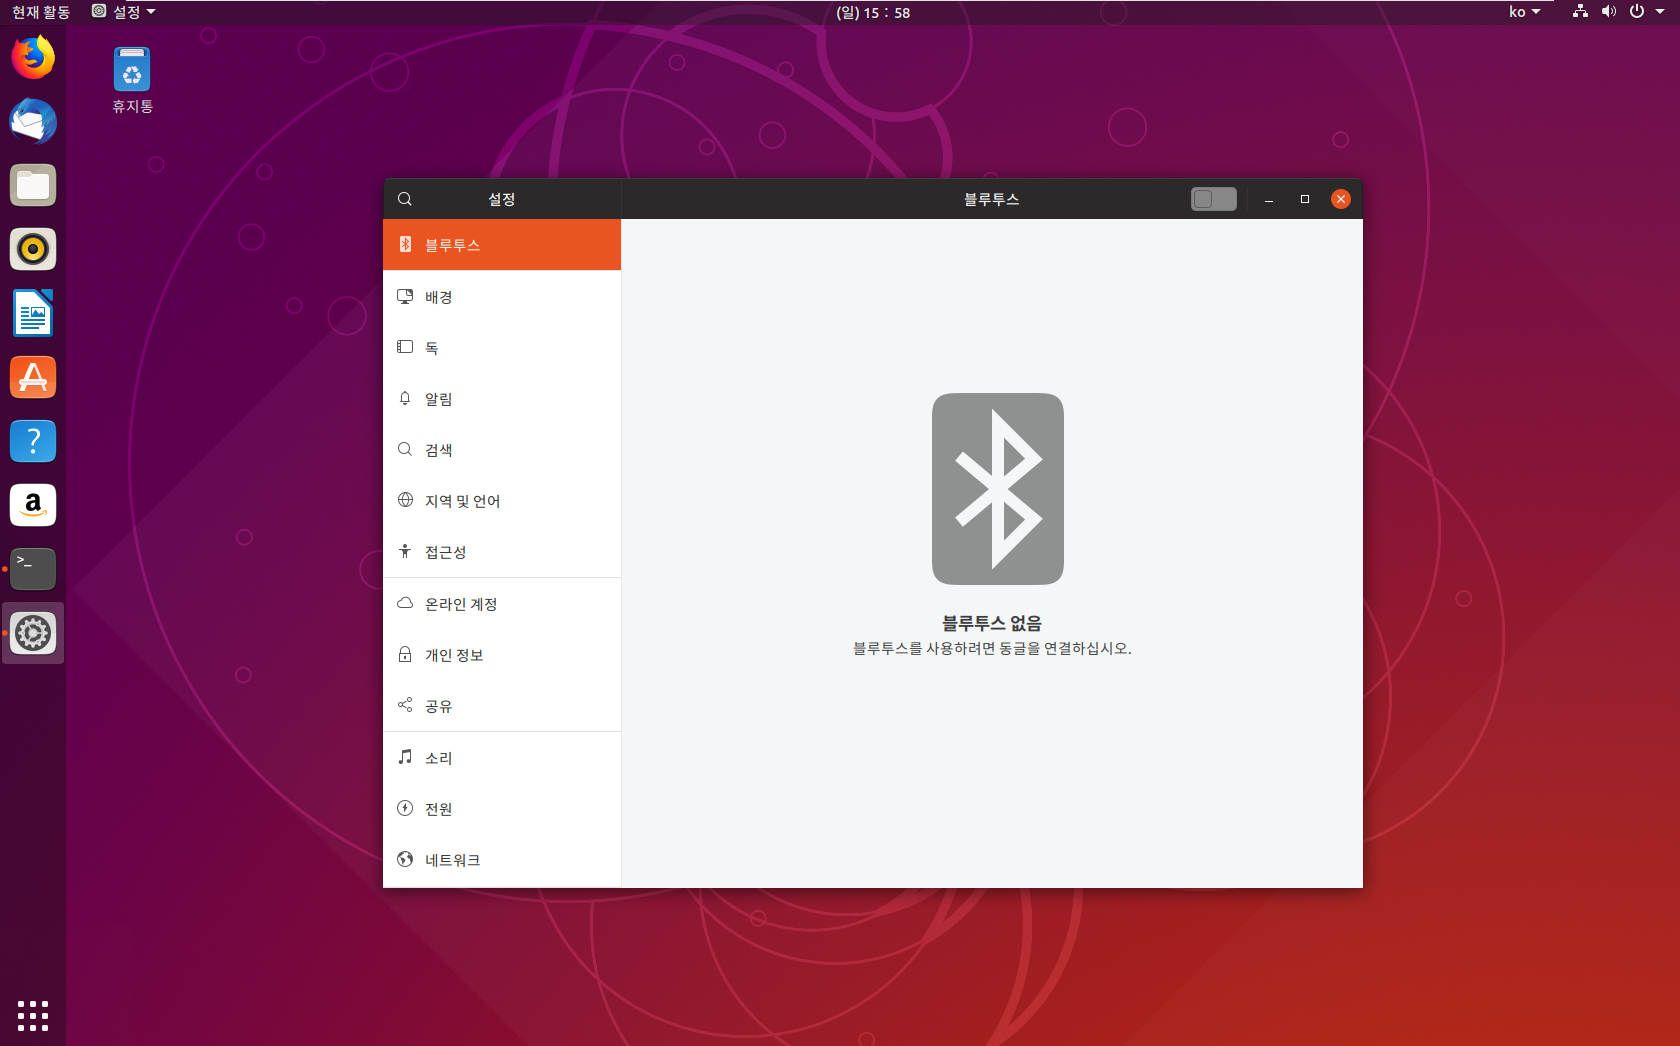 현재 활동
설정
(일) 15 : 58
ko
휴지통
설정
블루투스
블루투스
배경
독
알림
검색
지역 및 언어
접근성
온라인 계정
개인 정보
공유
소리
전원
네트워크
블루투스 없음
블루투스를 사용하려면 동글을 연결하십시오.
?
a
>_